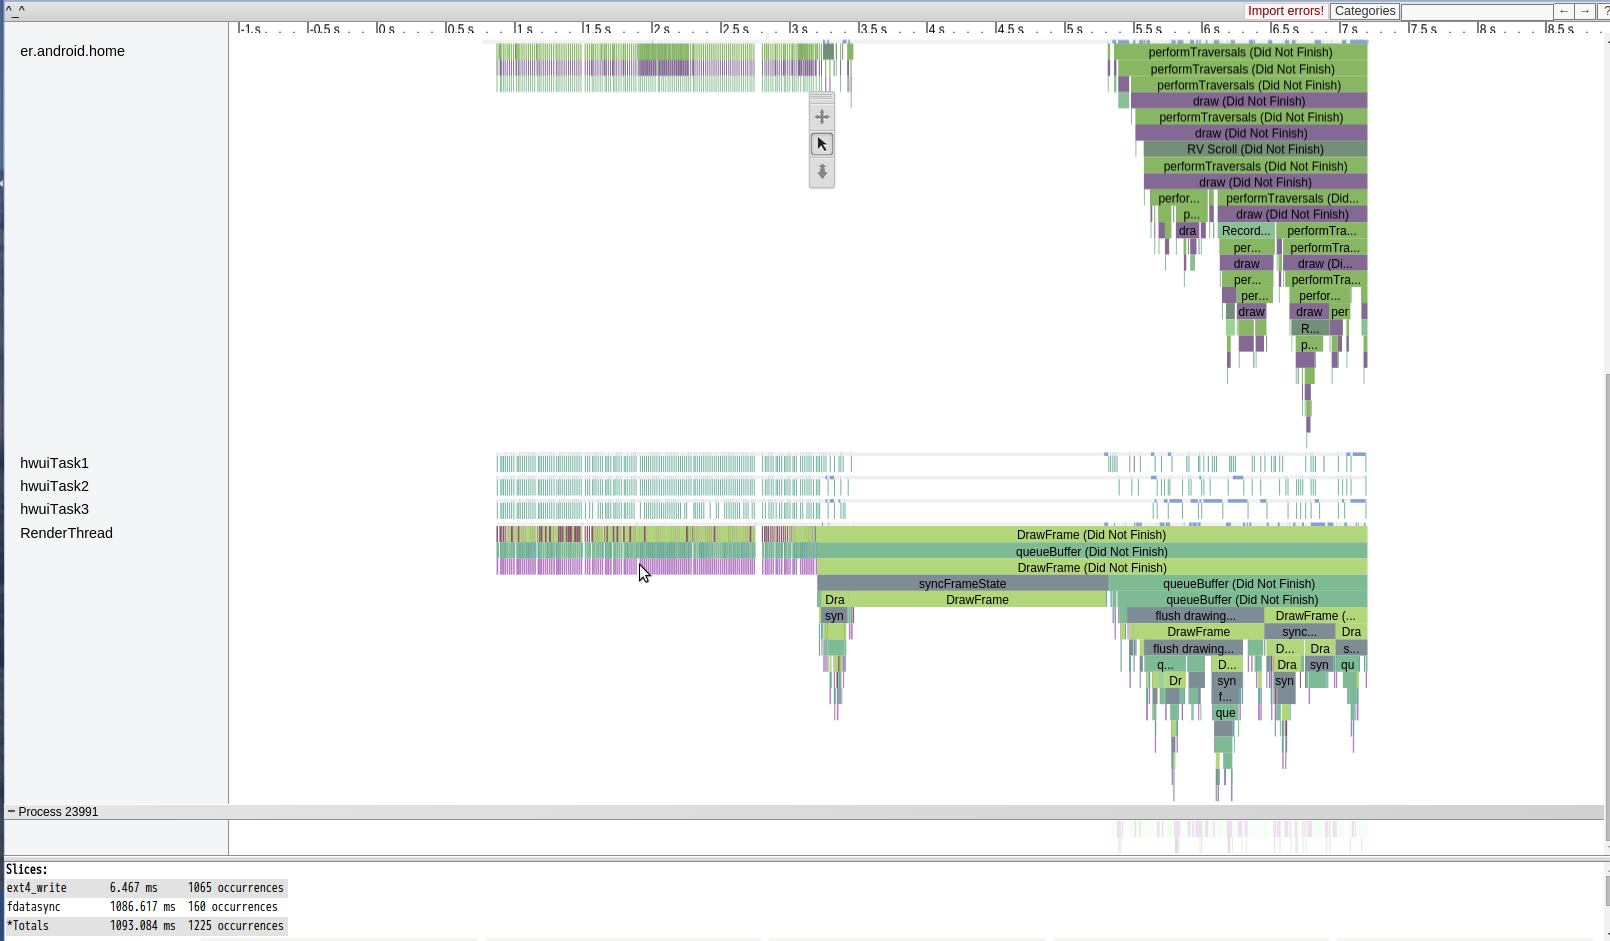 ^_^ Import errors! Categories ← → ?
-1 s -0.5 s 0 s 0.5 s 1 s 1.5 s 2 s 2.5 s 3 s 3.5 s 4 s 4.5 s 5 s 5.5 s 6 s 6.5 s 7 s 7.5 s 8 s 8.5 s
er.android.home
performTraversals (Did Not Finish)
performTraversals (Did Not Finish)
performTraversals (Did Not Finish)
draw (Did Not Finish)
performTraversals (Did Not Finish)
draw (Did Not Finish)
RV Scroll (Did Not Finish)
performTraversals (Did Not Finish)
draw (Did Not Finish)
perfor... performTraversals (Did...
p... draw (Did Not Finish)
dra Record... performTra...
per... performTra...
draw draw (Di...
per... performTra...
per... perfor...
draw draw per
R...
p...
hwuiTask1
hwuiTask2
hwuiTask3
RenderThread
DrawFrame (Did Not Finish)
queueBuffer (Did Not Finish)
DrawFrame (Did Not Finish)
syncFrameState queueBuffer (Did Not Finish)
Dra DrawFrame queueBuffer (Did Not Finish)
syn flush drawing... DrawFrame (...
DrawFrame sync... Dra
flush drawing... D... Dra s...
q... D... Dra syn qu
Dr syn syn
f...
que
Process 23991
Slices:
ext4_write 6.467 ms 1065 occurrences
fdatasync 1086.617 ms 160 occurrences
*Totals 1093.084 ms 1225 occurrences